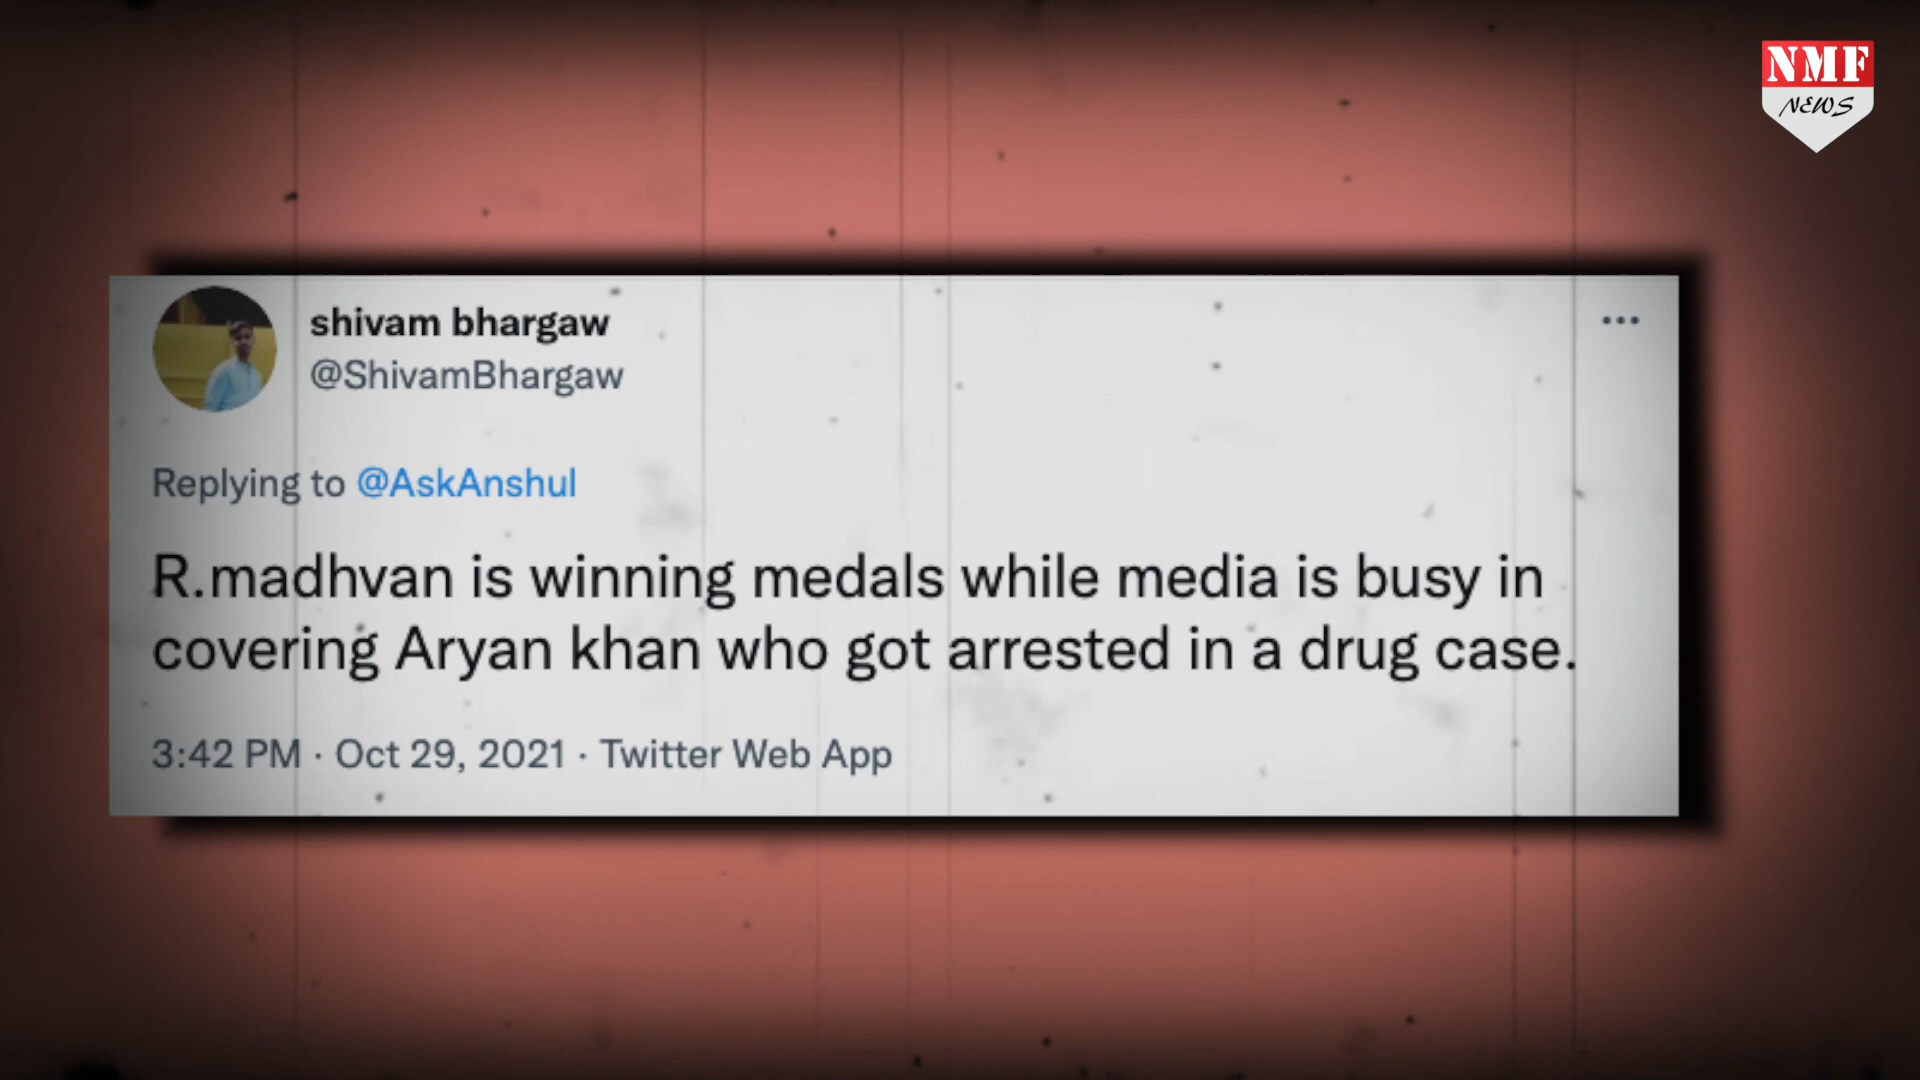 NMF
NEWS
shivam bhargaw
@ShivamBhargaw
Replying to @AskAnshul
R.madhvan is winning medals while media is busy in
covering Aryan khan who got arrested in a drug case.
3:42 PM · Oct 29, 2021 · Twitter Web App